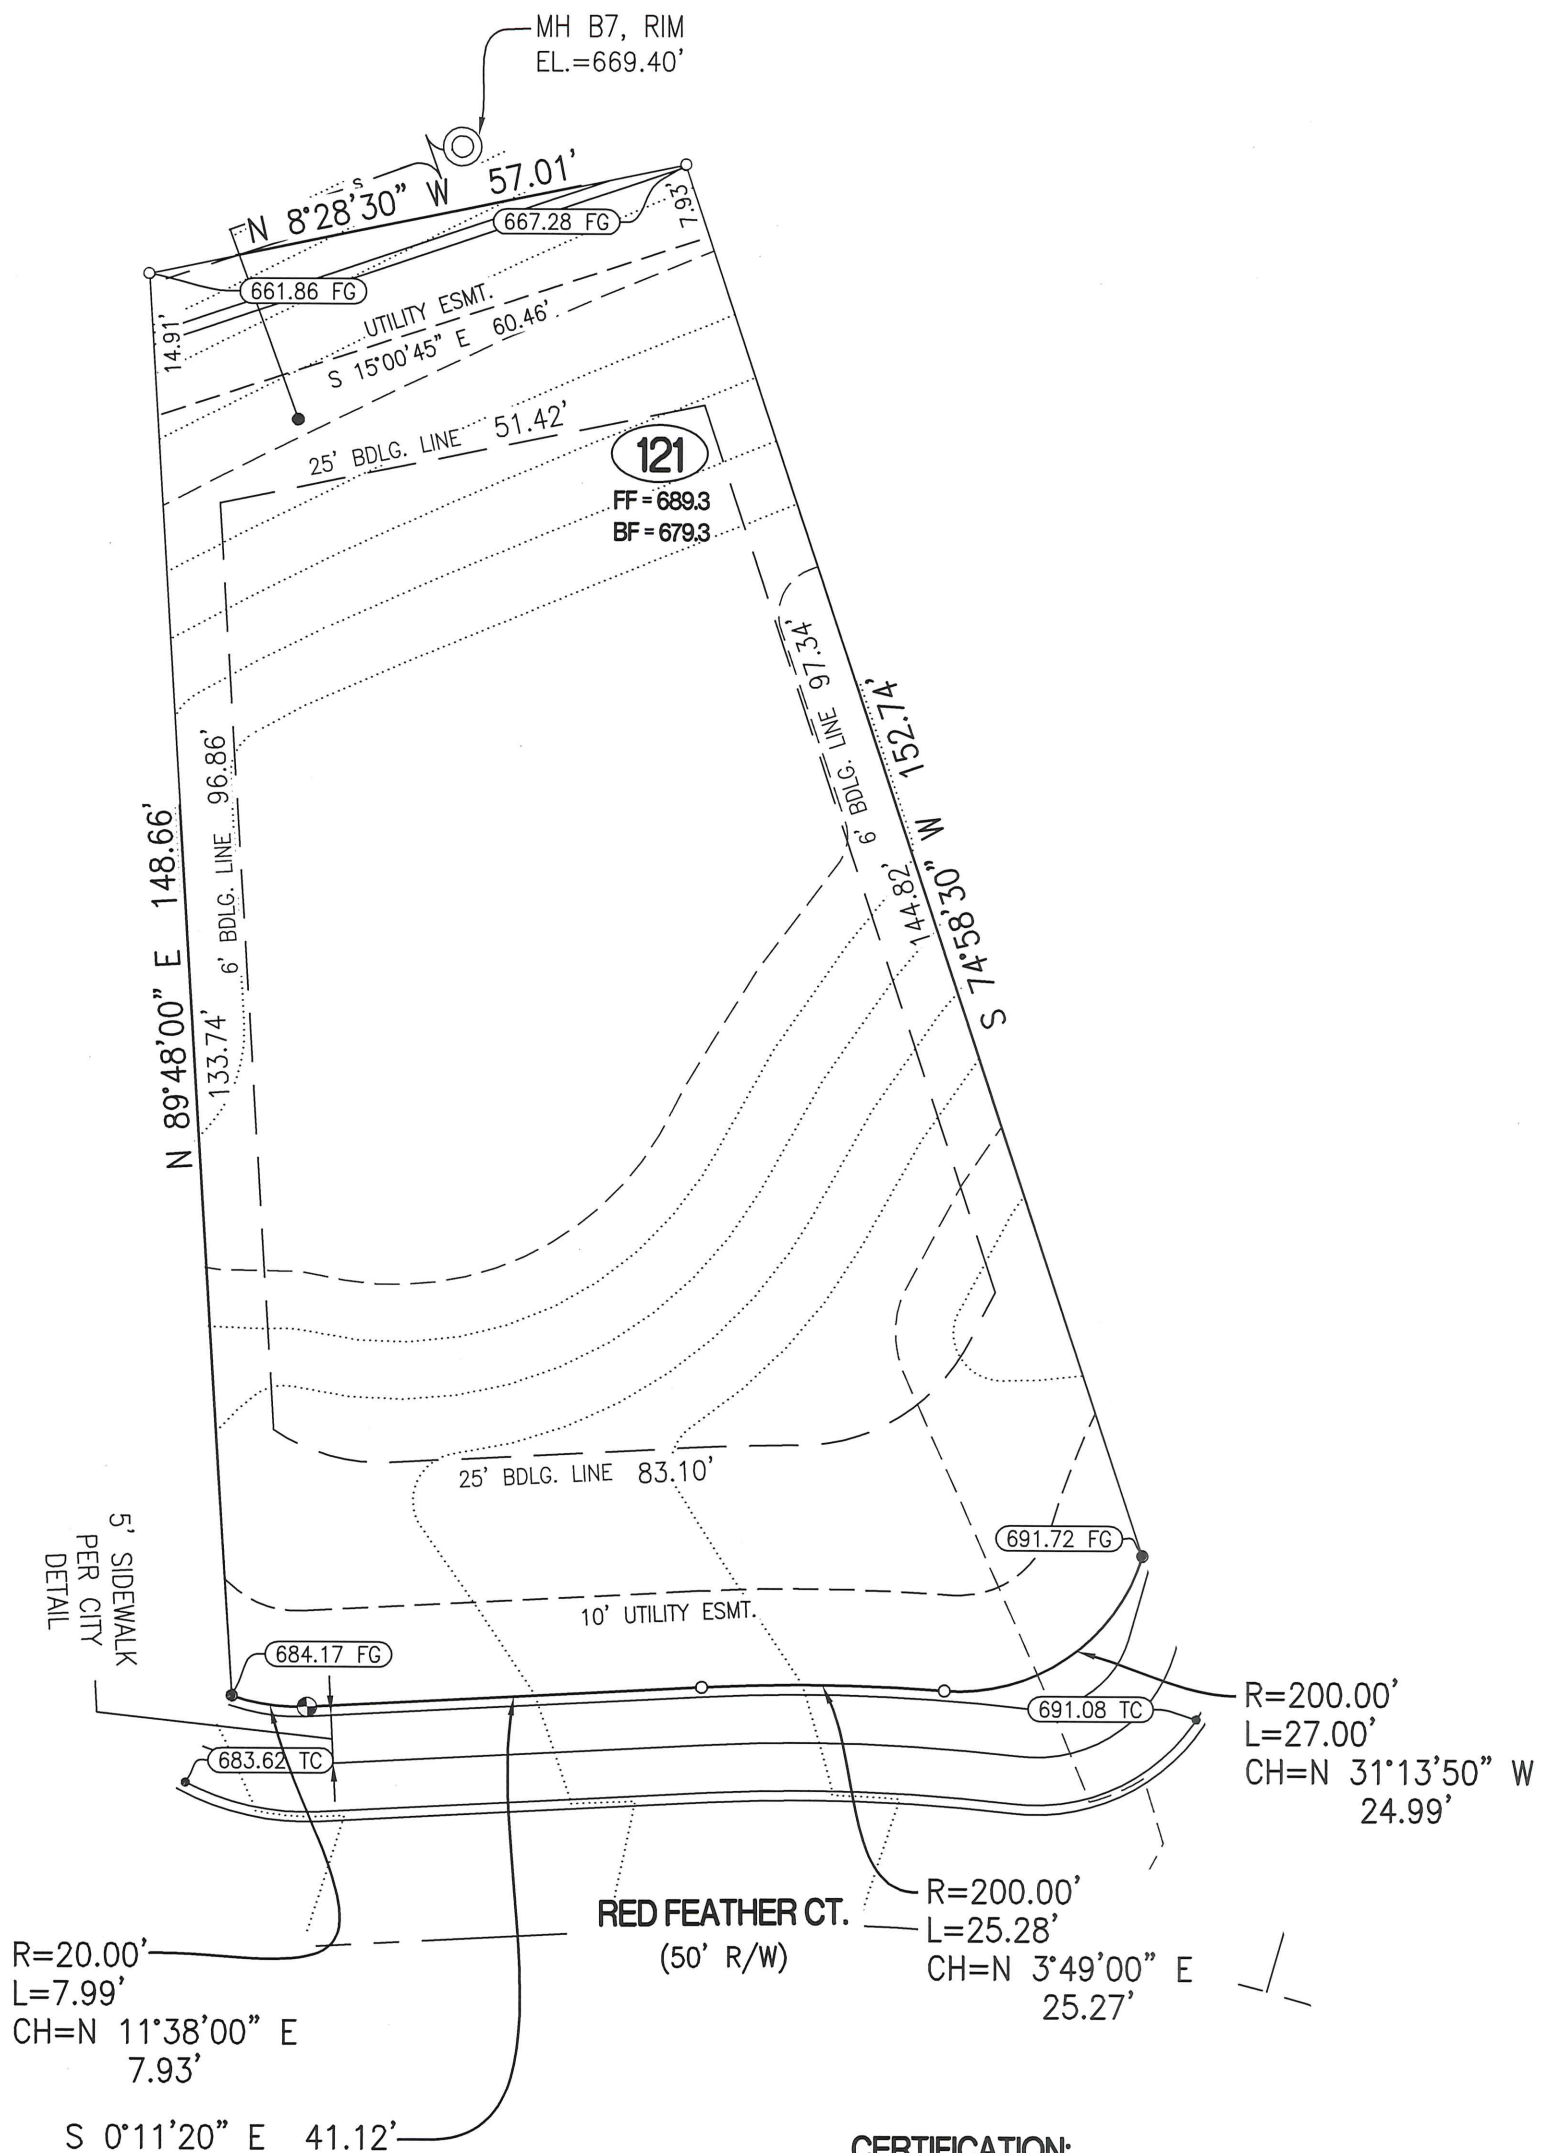 MH B7, RIM
EL.=669.40'
s
N 8°28'30" W 57.01'
667.28 FG
7.93'
661.86 FG
14.91'
UTILITY ESMT.
S 15°00'45" E 60.46'
25' BDLG. LINE 51.42'
121
FF = 689.3
BF = 679.3
6' BDLG. LINE 97.34'
S 74°58'30" W 152.74'
144.82'
N 89°48'00" E 148.66'
6' BDLG. LINE 96.86'
133.74'
25' BDLG. LINE 83.10'
5' SIDEWALK
PER CITY
DETAIL
691.72 FG
10' UTILITY ESMT.
684.17 FG
691.08 TC
683.62 TC
R=200.00'
L=27.00'
CH=N 31°13'50" W
24.99'
RED FEATHER CT.
(50' R/W)
R=200.00'
L=25.28'
CH=N 3°49'00" E
25.27'
R=20.00'
L=7.99'
CH=N 11°38'00" E
7.93'
S 0°11'20" E 41.12'
CERTIFICATION: